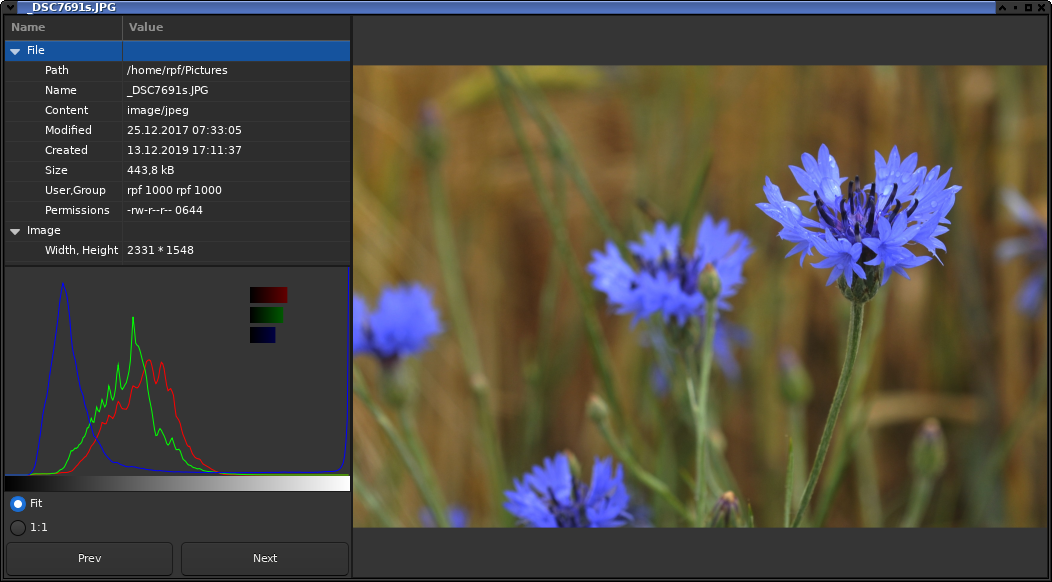 _DSC7691s.JPG
Name Value
File
Path /home/rpf/Pictures
Name _DSC7691s.JPG
Content image/jpeg
Modified 25.12.2017 07:33:05
Created 13.12.2019 17:11:37
Size 443,8 kB
User,Group rpf 1000 rpf 1000
Permissions -rw-r--r-- 0644
Image
Width, Height 2331 * 1548
Fit
1:1
Prev Next